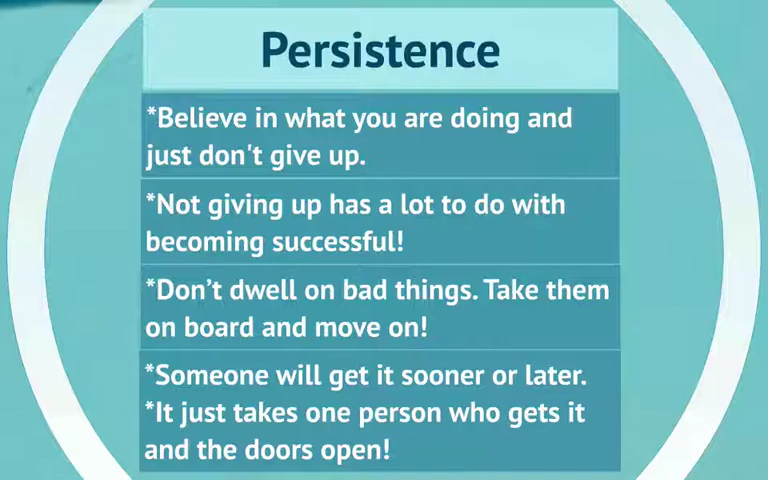 Persistence
*Believe in what you are doing and
just don't give up.
*Not giving up has a lot to do with
becoming successful!
*Don’t dwell on bad things. Take them
on board and move on!
*Someone will get it sooner or later.
*It just takes one person who gets it
and the doors open!